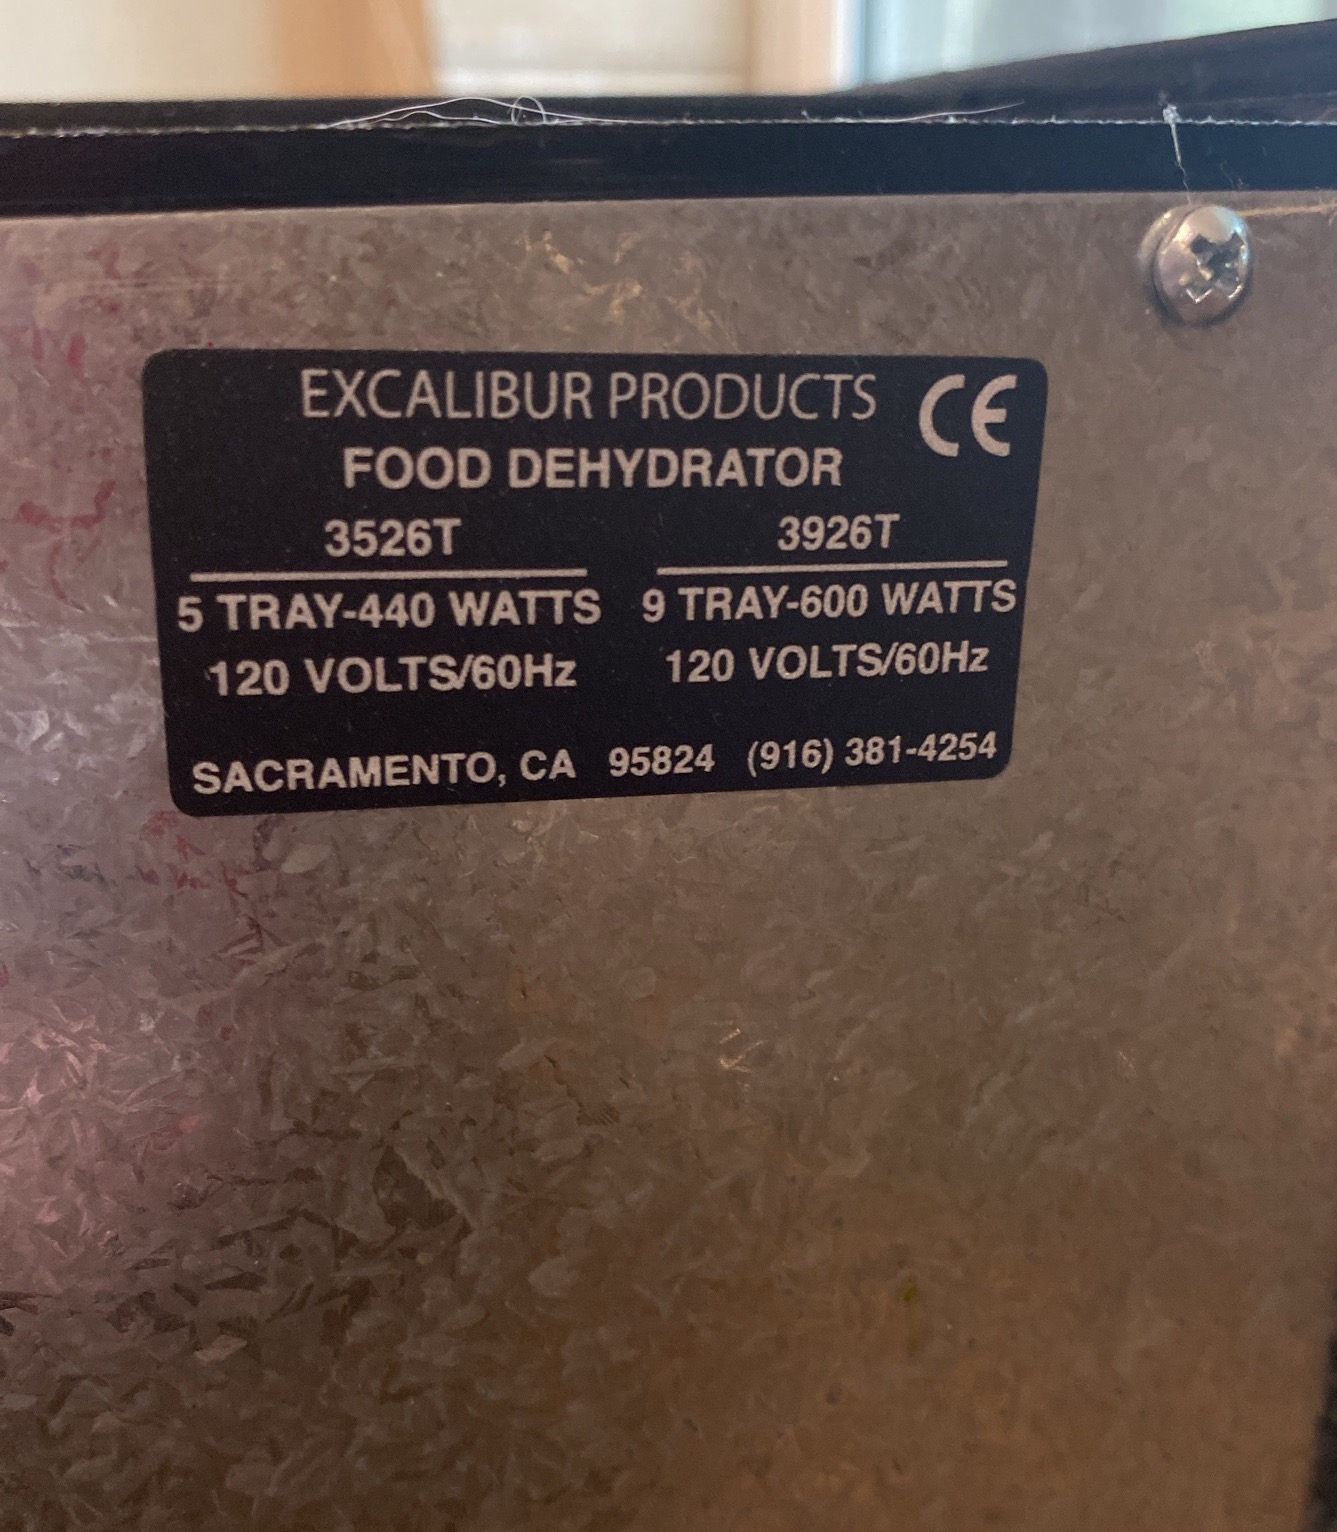 EXCALIBUR PRODUCTS CE
FOOD DEHYDRATOR
3526T 3926T
5 TRAY-440 WATTS 9 TRAY-600 WATTS
120 VOLTS/60Hz 120 VOLTS/60Hz
SACRAMENTO, CA 95824 (916) 381-4254